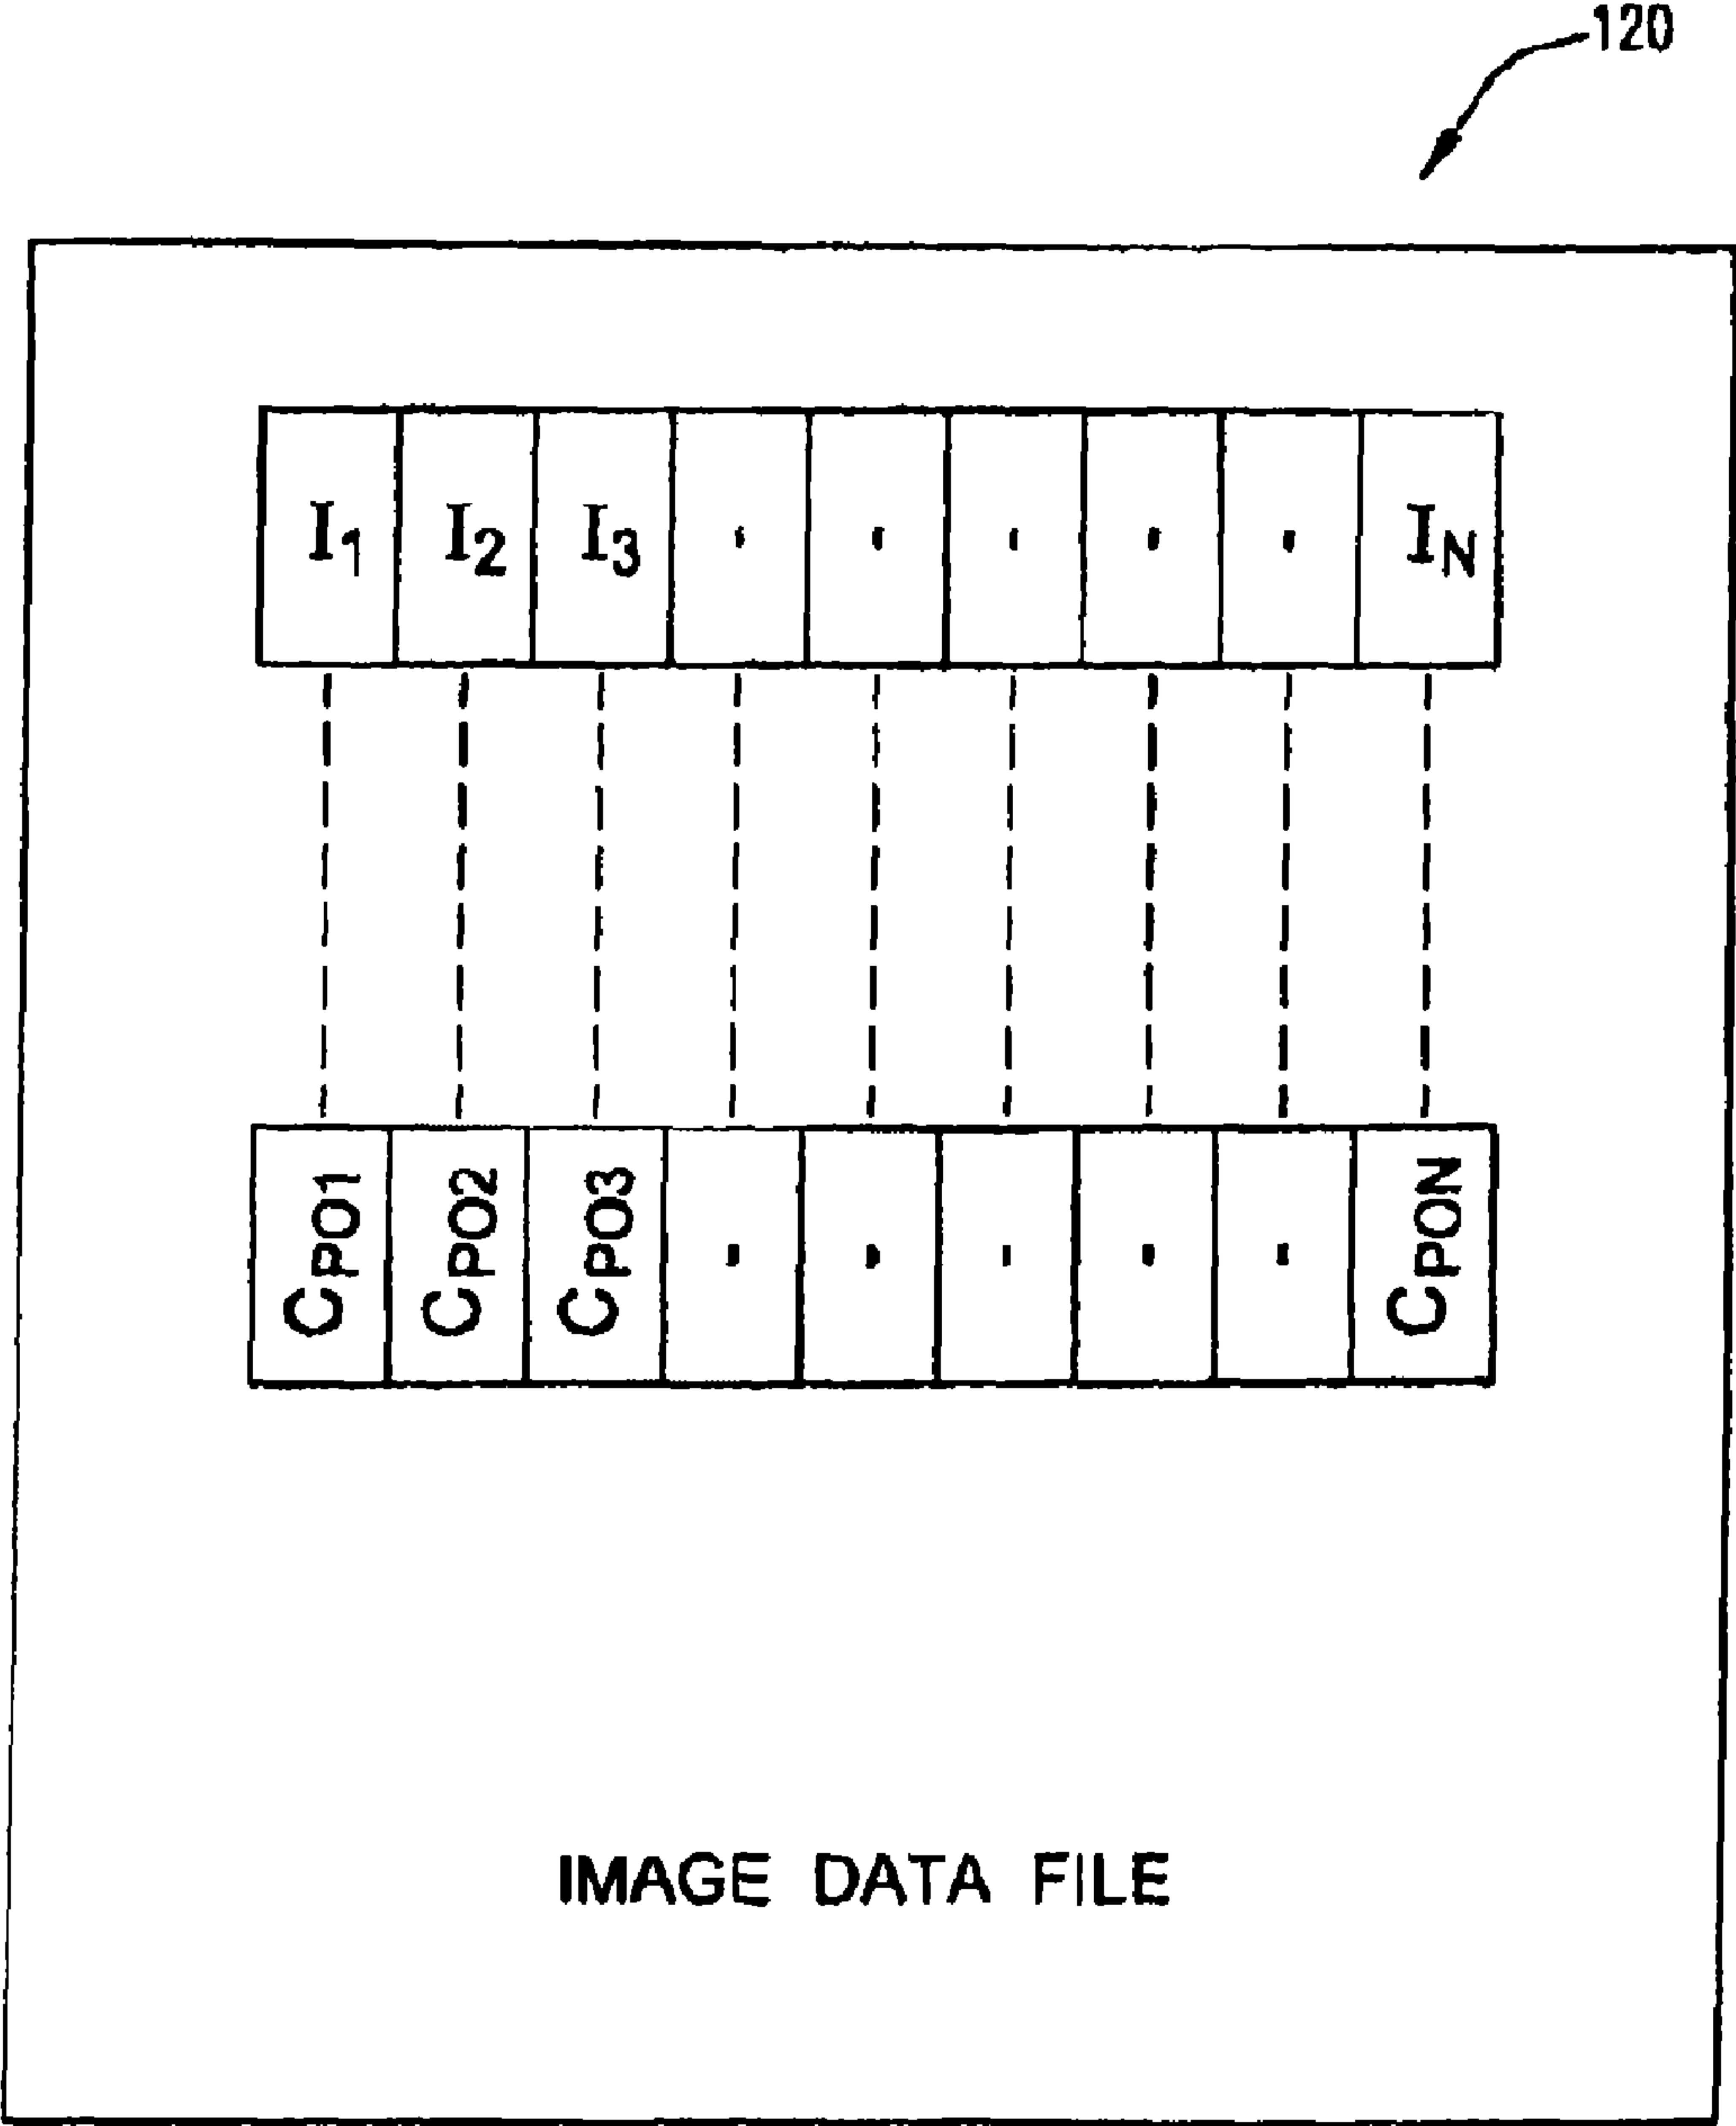 120
I1 I2 I3 . . . . . IN
CPO1 CPO2 CPO3 . . . . . CPON
IMAGE DATA FILE